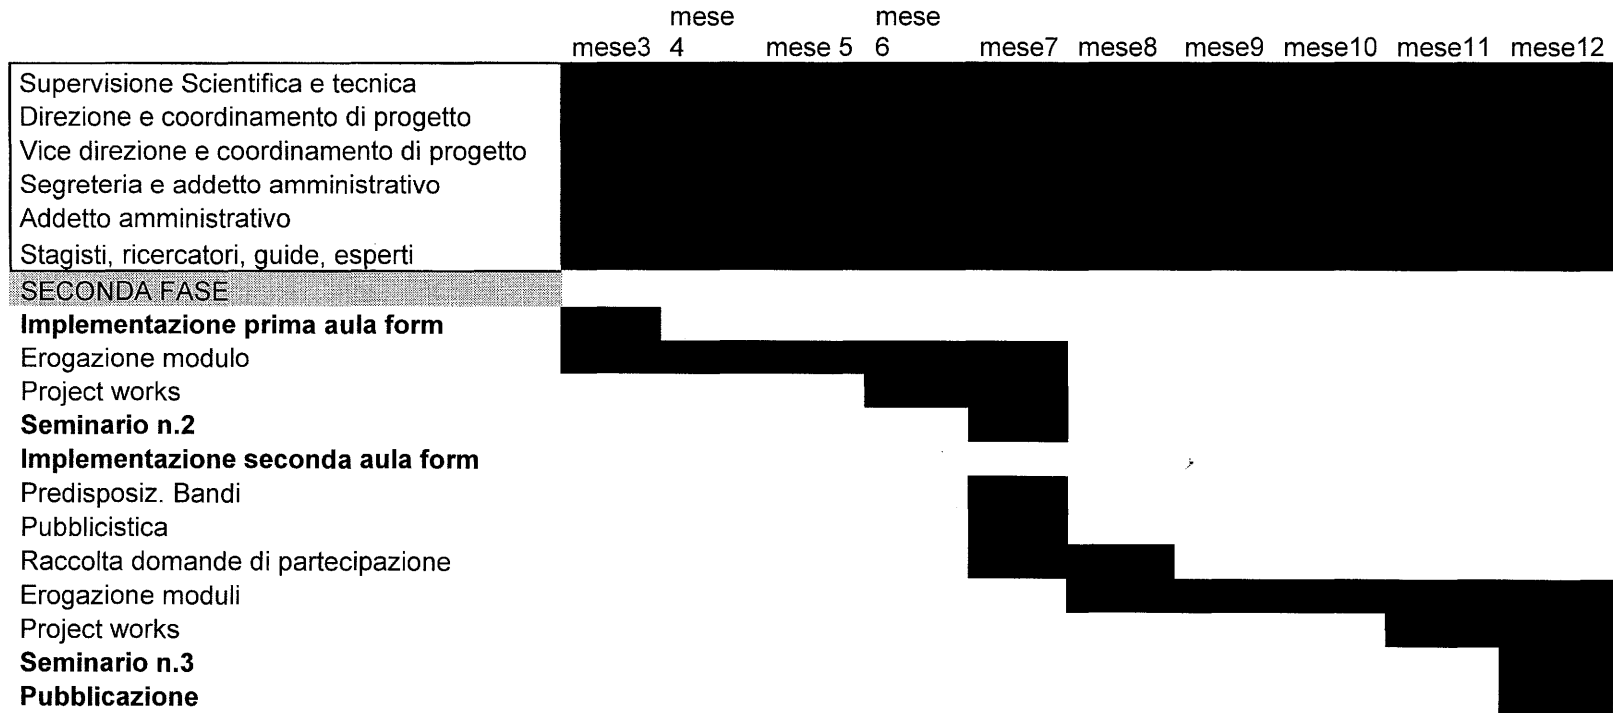 mese mese
mese3 4 mese 5 6 mese7 mese8 mese9 mese10 mese11 mese12
Supervisione Scientifica e tecnica
Direzione e coordinamento di progetto
Vice direzione e coordinamento di progetto
Segreteria e addetto amministrativo
Addetto amministrativo
Stagisti, ricercatori, guide, esperti
SECONDA FASE
Implementazione prima aula form
Erogazione modulo
Project works
Seminario n.2
Implementazione seconda aula form
Predisposiz. Bandi
Pubblicistica
Raccolta domande di partecipazione
Erogazione moduli
Project works
Seminario n.3
Pubblicazione